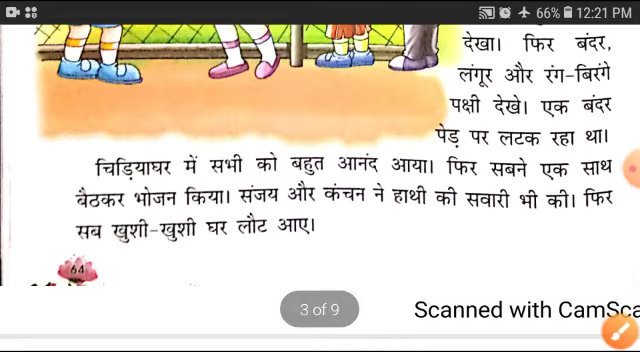 66% 12:21 PM
देखा। फिर बंदर,
लंगूर और रंग-बिरंगे
पक्षी देखे। एक बंदर
पेड़ पर लटक रहा था।
चिड़ियाघर में सभी को बहुत आनंद आया। फिर सबने एक साथ
बैठकर भोजन किया। संजय और कंचन ने हाथी की सवारी भी की। फिर
सब खुशी-खुशी घर लौट आए।
64
3 of 9
Scanned with CamSca